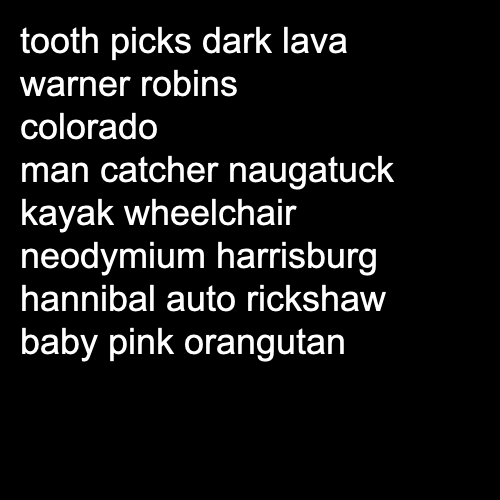 tooth picks dark lava
warner robins
colorado
man catcher naugatuck
kayak wheelchair
neodymium harrisburg
hannibal auto rickshaw
baby pink orangutan